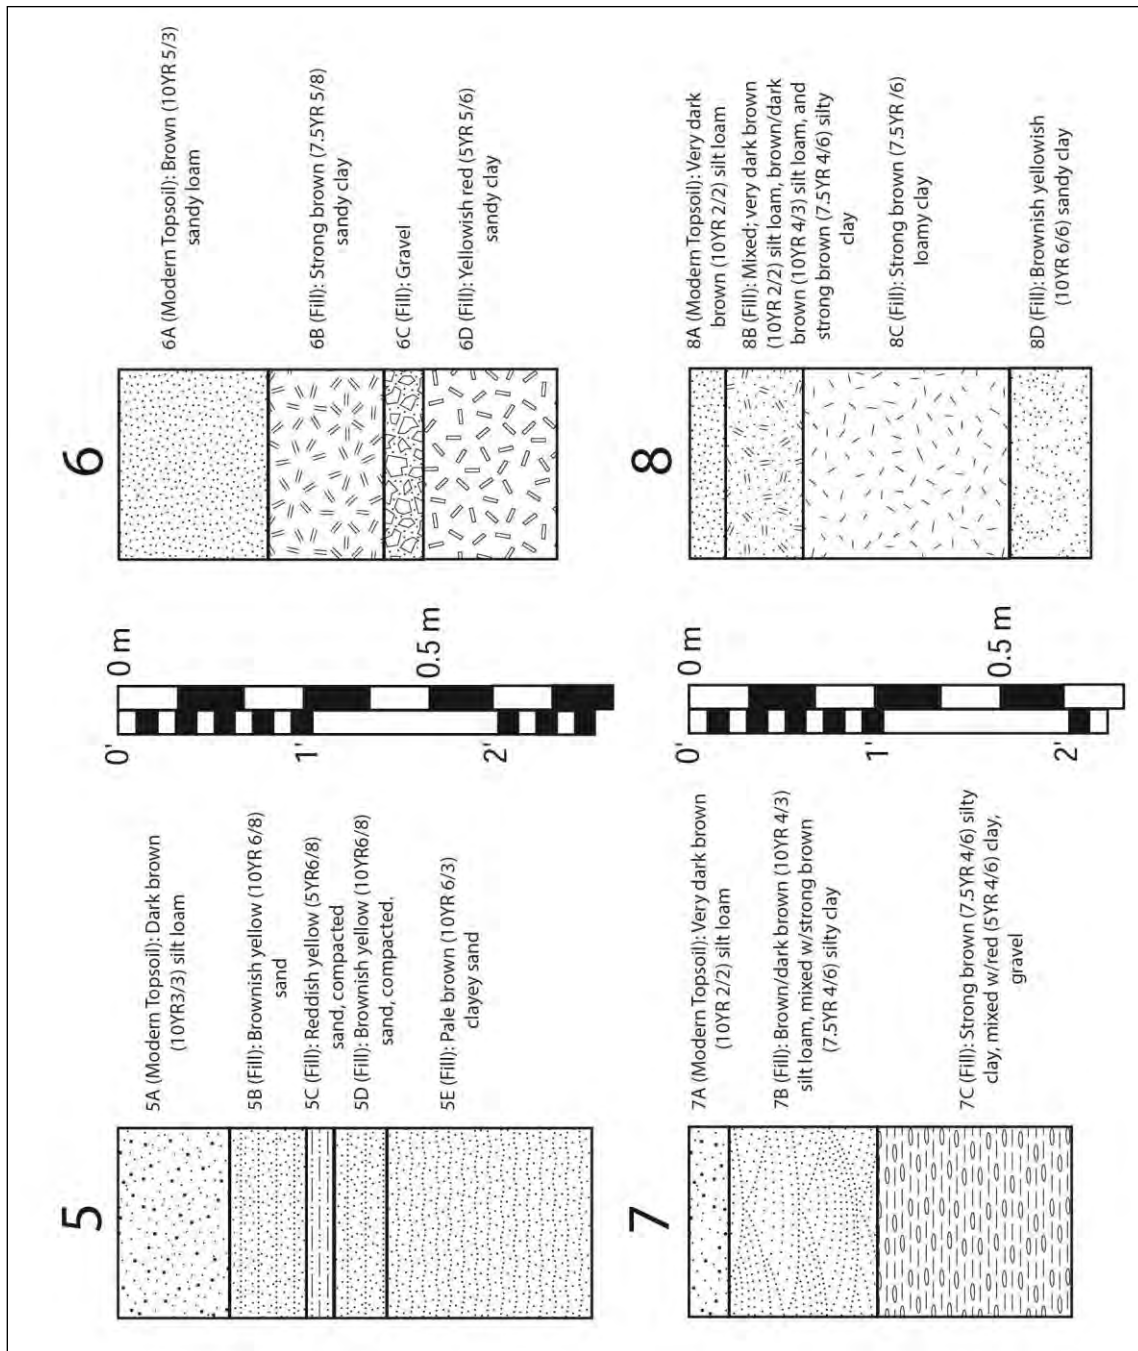 5
5A (Modern Topsoil): Dark brown
(10YR3/3) silt loam
5B (Fill): Brownish yellow (10YR 6/8)
sand
5C (Fill): Reddish yellow (5YR6/8)
sand, compacted
5D (Fill): Brownish yellow (10YR6/8)
sand, compacted.
5E (Fill): Pale brown (10YR 6/3)
clayey sand
0'
1'
2'
0 m
0.5 m
6
6A (Modern Topsoil): Brown (10YR 5/3)
sandy loam
6B (Fill): Strong brown (7.5YR 5/8)
sandy clay
6C (Fill): Gravel
6D (Fill): Yellowish red (5YR 5/6)
sandy clay
7
7A (Modern Topsoil): Very dark brown
(10YR 2/2) silt loam
7B (Fill): Brown/dark brown (10YR 4/3)
silt loam, mixed w/strong brown
(7.5YR 4/6) silty clay
7C (Fill): Strong brown (7.5YR 4/6) silty
clay, mixed w/red (5YR 4/6) clay,
gravel
0'
1'
2'
0 m
0.5 m
8
8A (Modern Topsoil): Very dark
brown (10YR 2/2) silt loam
8B (Fill): Mixed; very dark brown
(10YR 2/2) silt loam, brown/dark
brown (10YR 4/3) silt loam, and
strong brown (7.5YR 4/6) silty
clay
8C (Fill): Strong brown (7.5YR /6)
loamy clay
8D (Fill): Brownish yellowish
(10YR 6/6) sandy clay